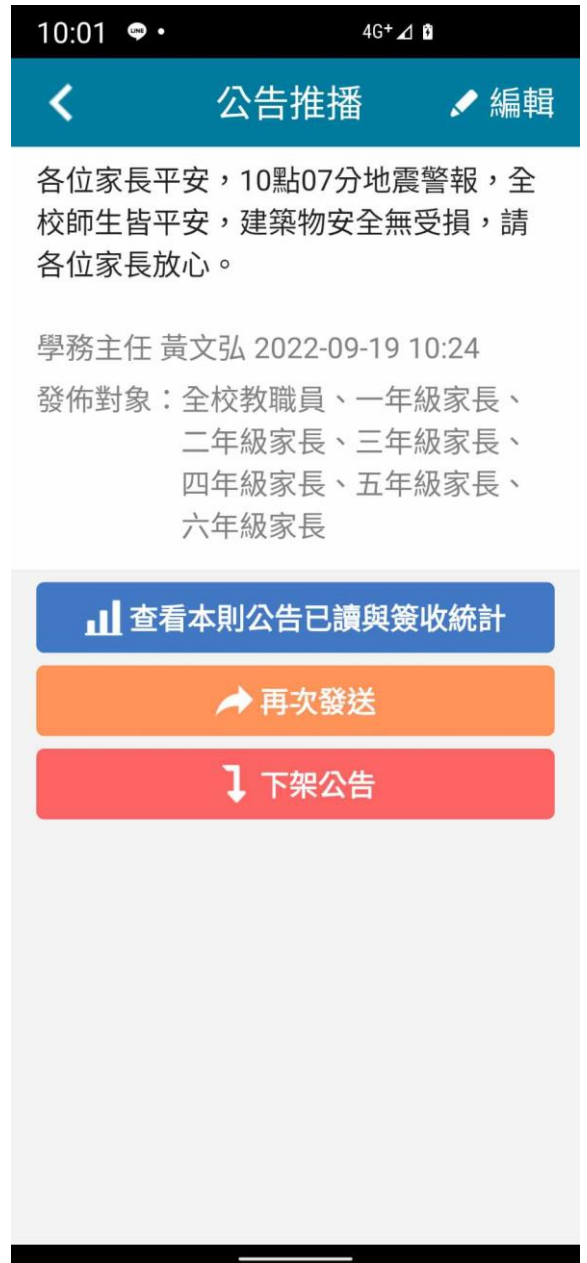 10:01 LINE 4G+
公告推播 編輯
各位家長平安，10點07分地震警報，全
校師生皆平安，建築物安全無受損，請
各位家長放心。
學務主任 黃文弘 2022-09-19 10:24
發佈對象：全校教職員、一年級家長、
二年級家長、三年級家長、
四年級家長、五年級家長、
六年級家長
查看本則公告已讀與簽收統計
再次發送
下架公告